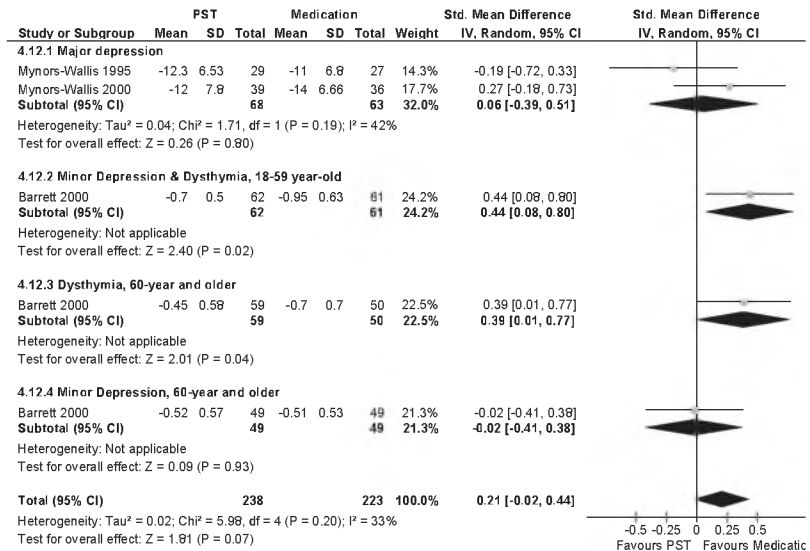 PST Medication Std. Mean Difference Std. Mean Difference
Study or Subgroup Mean SD Total Mean SD Total Weight IV, Random, 95% CI IV, Random, 95% CI
4.12.1 Major depression
Mynors-Wallis 1995 -12.3 6.53 29 -11 6.8 27 14.3% -0.19 [-0.72, 0.33]
Mynors-Wallis 2000 -12 7.8 39 -14 6.66 36 17.7% 0.27 [-0.18, 0.73]
Subtotal (95% CI) 68 63 32.0% 0.06 [-0.39, 0.51]
Heterogeneity: Tau² = 0.04; Chi² = 1.71, df = 1 (P = 0.19); I² = 42%
Test for overall effect: Z = 0.26 (P = 0.80)
4.12.2 Minor Depression & Dysthymia, 18-59 year-old
Barrett 2000 -0.7 0.5 62 -0.95 0.63 61 24.2% 0.44 [0.08, 0.80]
Subtotal (95% CI) 62 61 24.2% 0.44 [0.08, 0.80]
Heterogeneity: Not applicable
Test for overall effect: Z = 2.40 (P = 0.02)
4.12.3 Dysthymia, 60-year and older
Barrett 2000 -0.45 0.58 59 -0.7 0.7 50 22.5% 0.39 [0.01, 0.77]
Subtotal (95% CI) 59 50 22.5% 0.39 [0.01, 0.77]
Heterogeneity: Not applicable
Test for overall effect: Z = 2.01 (P = 0.04)
4.12.4 Minor Depression, 60-year and older
Barrett 2000 -0.52 0.57 49 -0.51 0.53 49 21.3% -0.02 [-0.41, 0.38]
Subtotal (95% CI) 49 49 21.3% -0.02 [-0.41, 0.38]
Heterogeneity: Not applicable
Test for overall effect: Z = 0.09 (P = 0.93)
Total (95% CI) 238 223 100.0% 0.21 [-0.02, 0.44]
Heterogeneity: Tau² = 0.02; Chi² = 5.98, df = 4 (P = 0.20); I² = 33%
Test for overall effect: Z = 1.81 (P = 0.07)
-0.5 -0.25 0 0.25 0.5
Favours PST Favours Medicatic